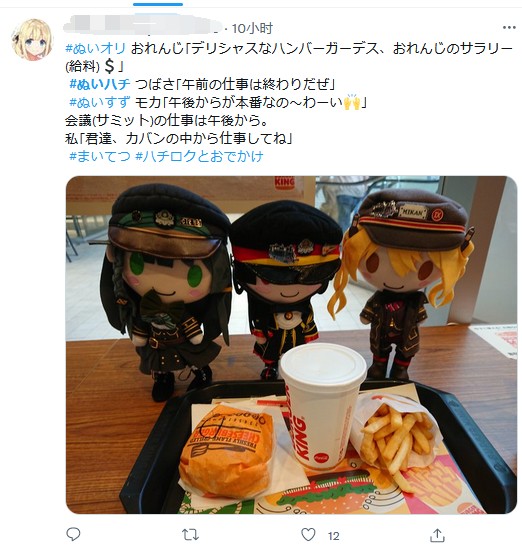 · 10小时
#ぬいオリ おれんじ「デリシャスなハンバーガーデス、おれんじのサラリー
(給料)💲」
#ぬいハチ つばさ「午前の仕事は終わりだぜ」
#ぬいすず モカ「午後からが本番なの〜わーい🙌」
会議(サミット)の仕事は午後から。
私「君達、カバンの中から仕事してね」
#まいてつ #ハチロクとおでかけ
KING
MIKAN
KING
CHEESEBURGER
12